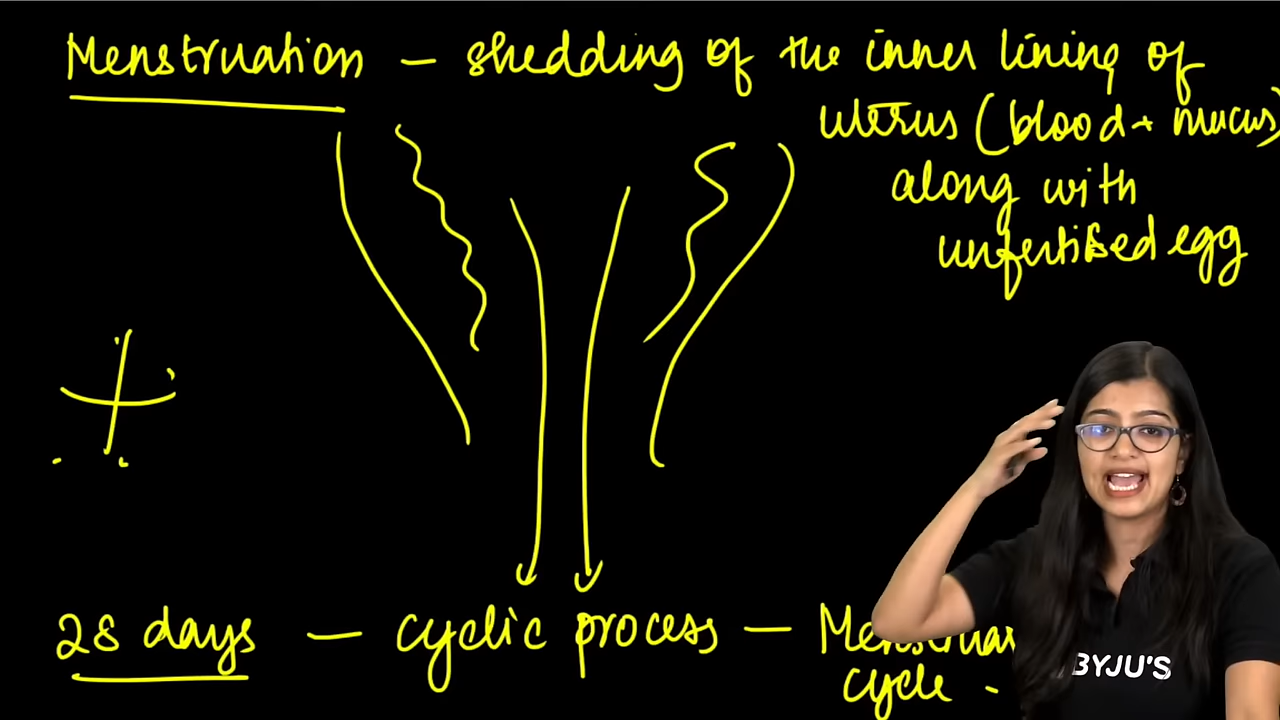 Menstruation - shedding of the inner lining of
uterus (blood + mucus)
along with
unfertilised egg
28 days - cyclic process - Menstrual
cycle -
BYJU'S